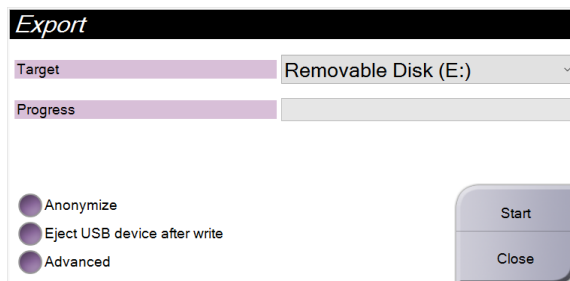 Export
Target
Removable Disk (E:)
Progress
Anonymize
Eject USB device after write
Advanced
Start
Close